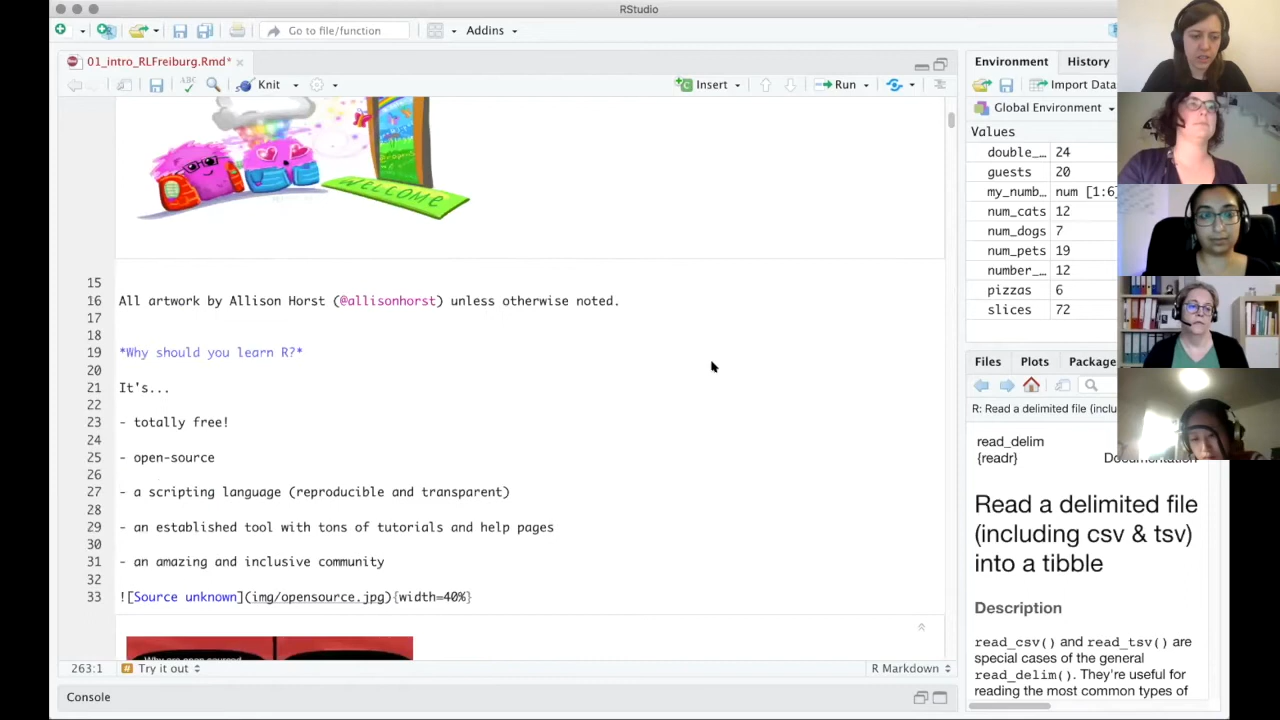 RStudio
Go to file/function
Addins
01_intro_RLFreiburg.Rmd*
Environment
History
ABC
Knit
Insert
Run
Import Data
Global Environment
Values
double_… 24
guests 20
my_numb… num [1:6]
num_cats 12
num_dogs 7
num_pets 19
number_… 12
pizzas 6
slices 72
WELCOME
15
16 All artwork by Allison Horst (@allisonhorst) unless otherwise noted.
17
18
19 *Why should you learn R?*
20
21 It's...
22
23 - totally free!
24
25 - open-source
26
27 - a scripting language (reproducible and transparent)
28
29 - an established tool with tons of tutorials and help pages
30
31 - an amazing and inclusive community
32
33 ![Source unknown](img/opensource.jpg){width=40%}
263:1
Try it out
R Markdown
Console
Files
Plots
Package
R: Read a delimited file (inclu
read_delim
{readr}
Documentation
Read a delimited file
(including csv & tsv)
into a tibble
Description
read_csv() and read_tsv() are
special cases of the general
read_delim(). They're useful for
reading the most common types of